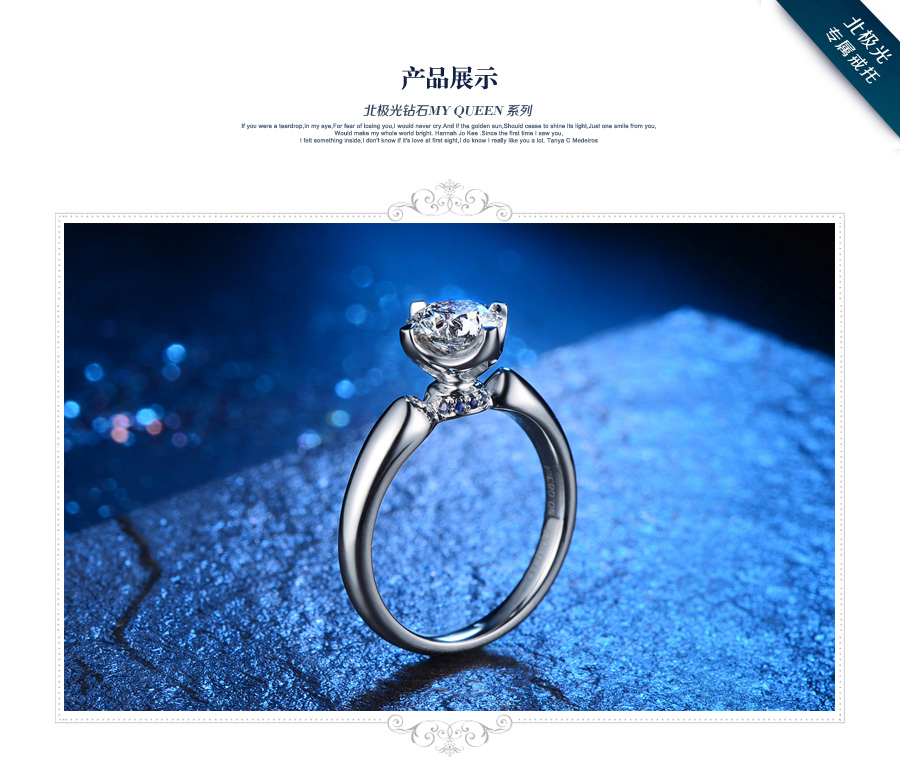 北极光
专属戒托
产品展示
北极光钻石MY QUEEN 系列
If you were a teardrop,In my eye,For fear of losing you,I would never cry.And if the golden sun,Should cease to shine its light,Just one smile from you,
Would make my whole world bright. Hannah Jo Kee .Since the first time I saw you,
I felt something inside,I don't know if it's love at first sight,I do know I really like you a lot. Tanya C Medeiros